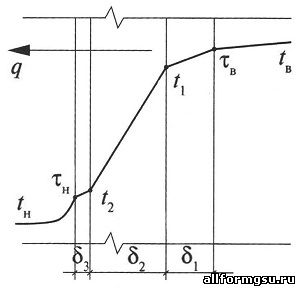 q
t₁
τв
tв
τн
tн
t₂
δ₃
δ₂
δ₁
allformgsu.ru